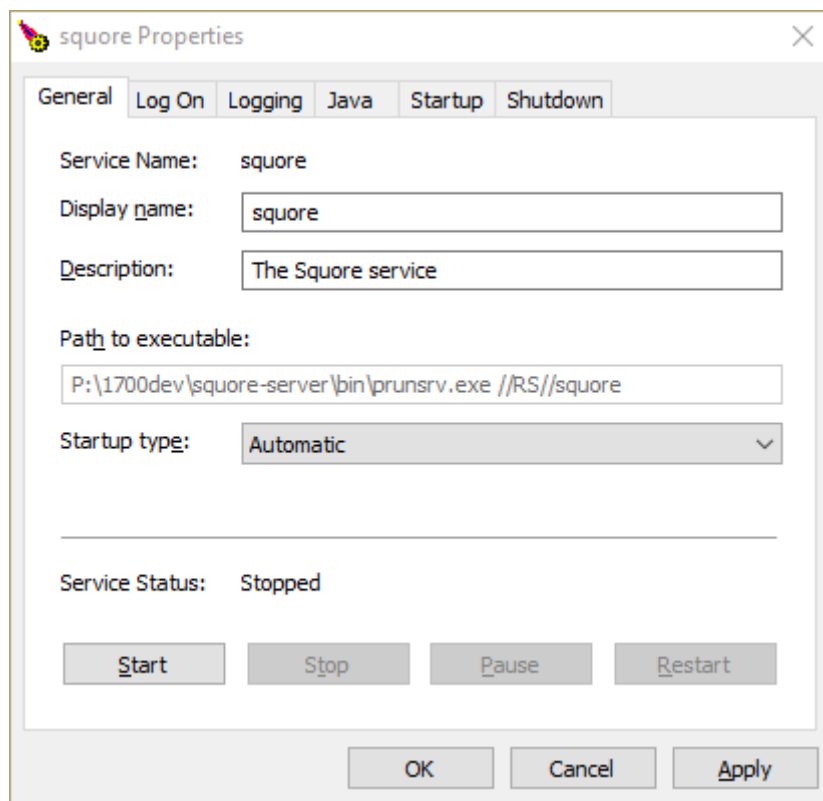 squore Properties
General Log On Logging Java Startup Shutdown
Service Name: squore
Display name: squore
Description: The Squore service
Path to executable:
P:\1700dev\squore-server\bin\prunsrv.exe //RS//squore
Startup type: Automatic
Service Status: Stopped
Start Stop Pause Restart
OK Cancel Apply